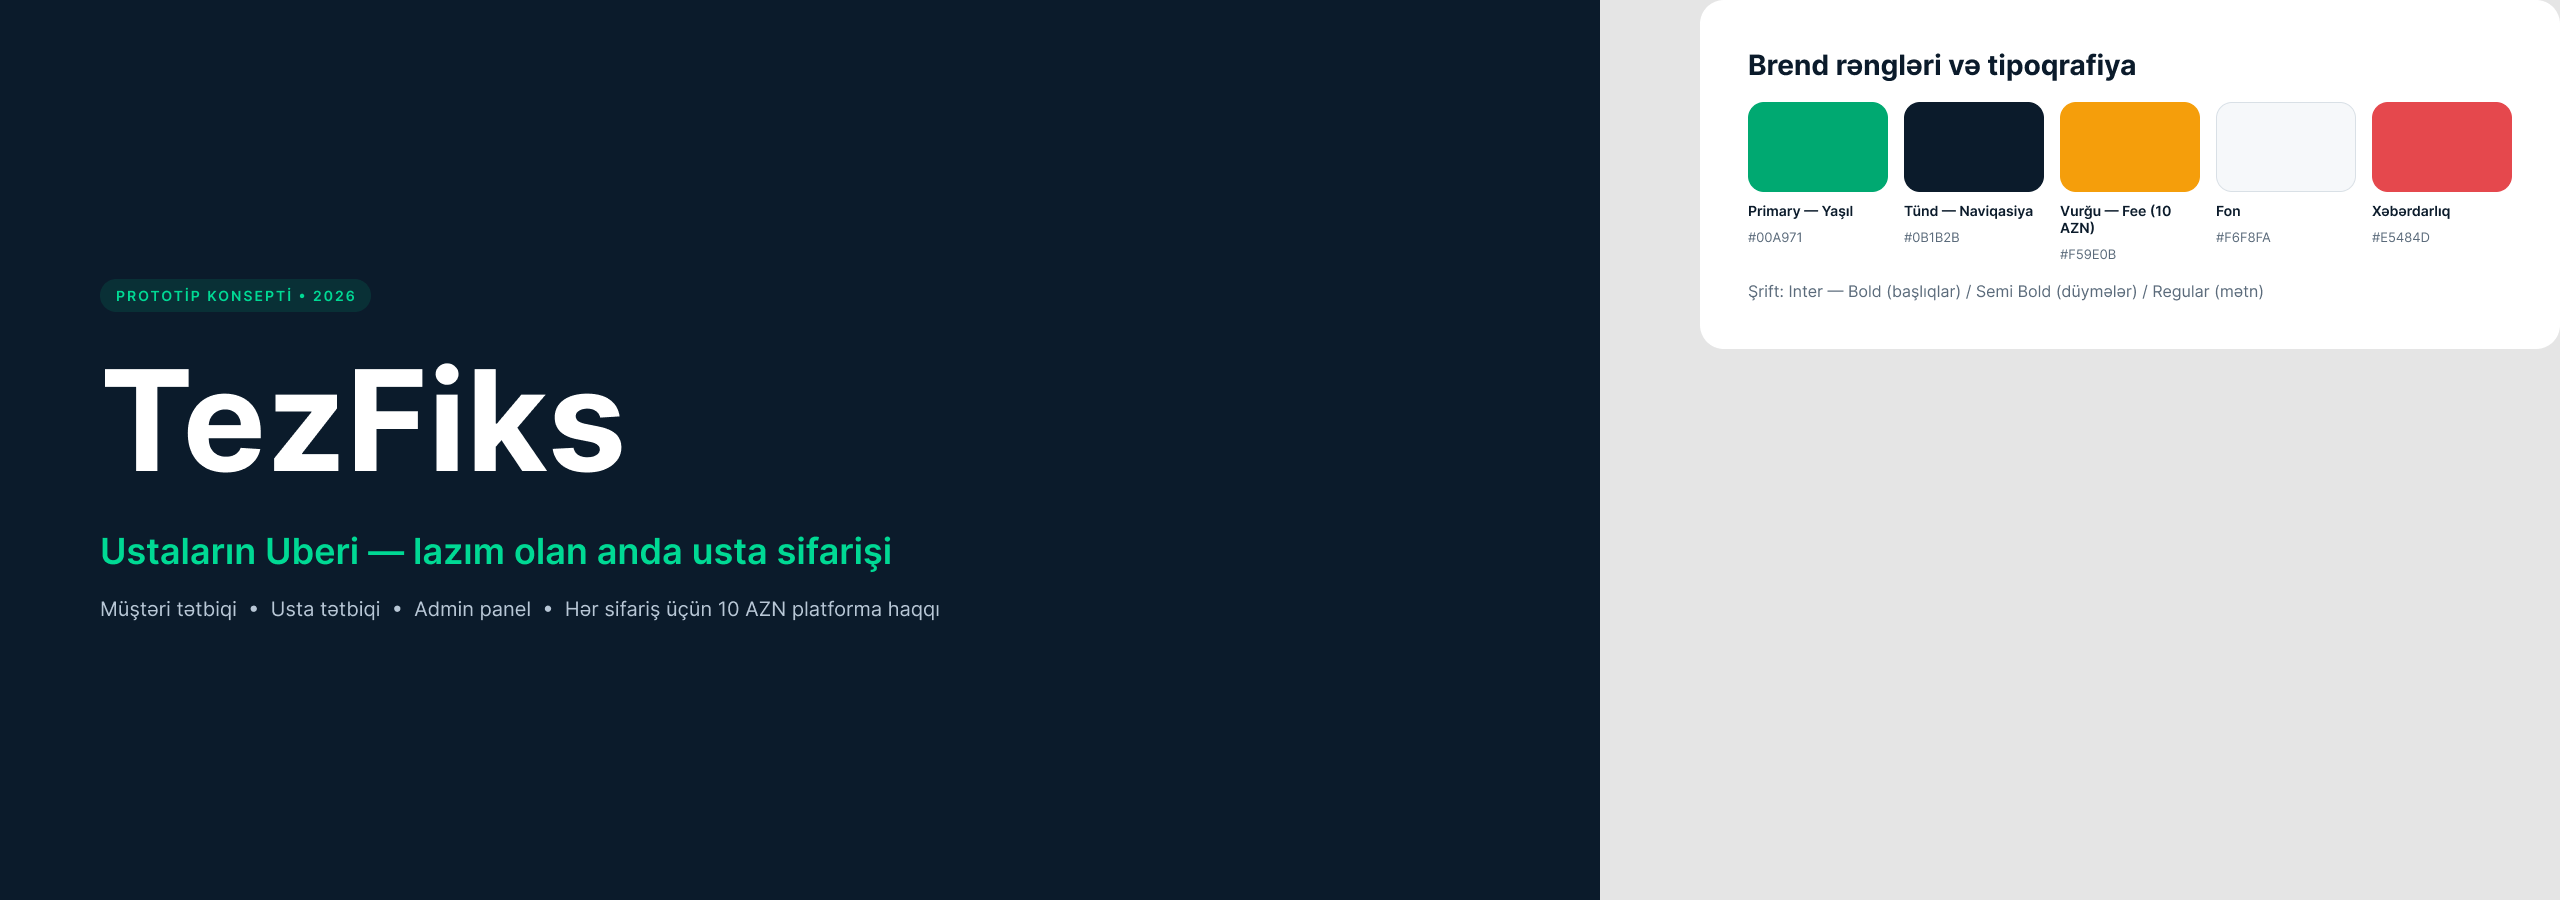 PROTOTİP KONSEPTİ • 2026
TezFiks
Ustaların Uberi — lazım olan anda usta sifarişi
Müştəri tətbiqi • Usta tətbiqi • Admin panel • Hər sifariş üçün 10 AZN platforma haqqı
Brend rəngləri və tipoqrafiya
Primary — Yaşıl
#00A971
Tünd — Naviqasiya
#0B1B2B
Vurğu — Fee (10
AZN)
#F59E0B
Fon
#F6F8FA
Xəbərdarlıq
#E5484D
Şrift: Inter — Bold (başlıqlar) / Semi Bold (düymələr) / Regular (mətn)